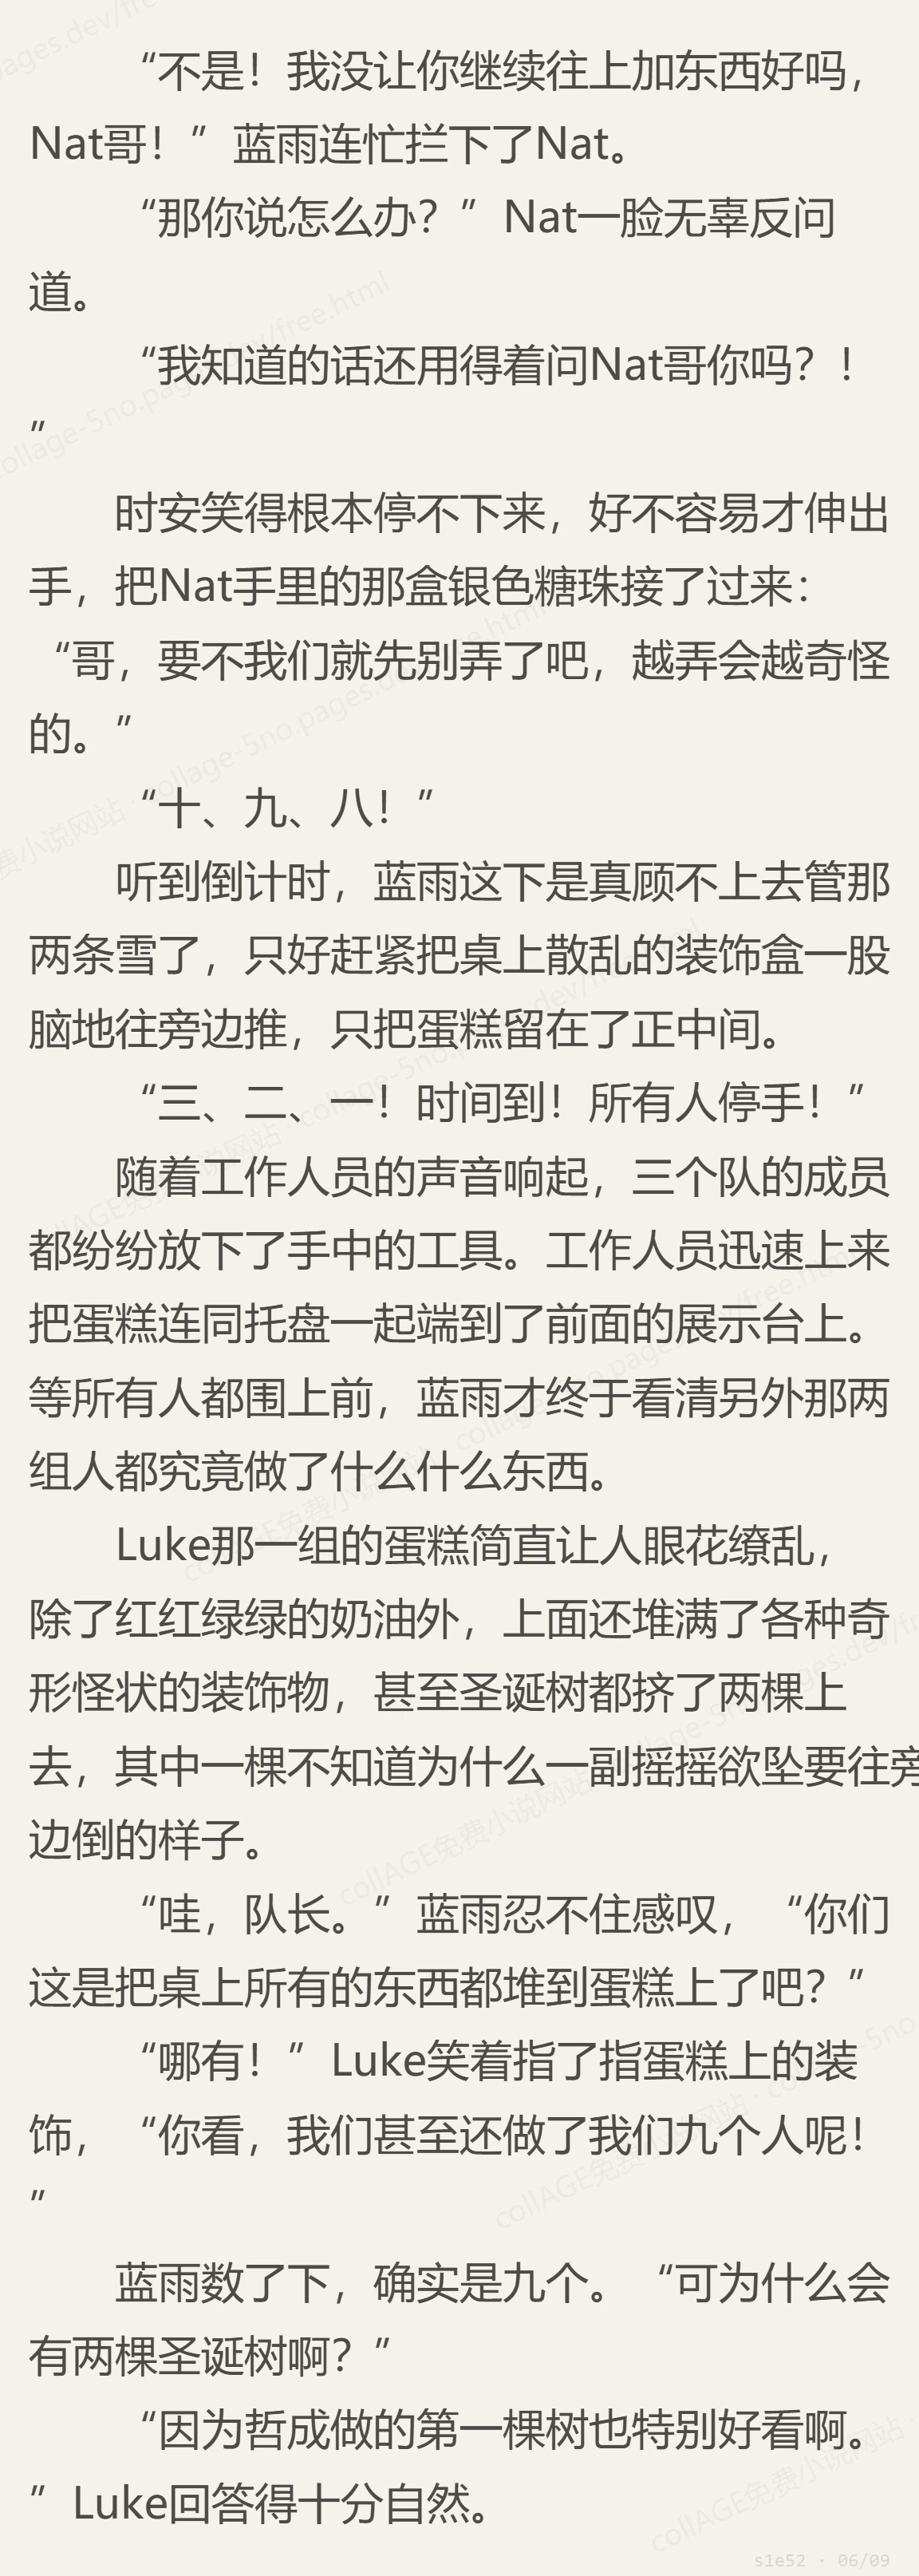 “不是！我没让你继续往上加东西好吗，
Nat哥！”蓝雨连忙拦下了Nat。
“那你说怎么办？”Nat一脸无辜反问
道。
“我知道的话还用得着问Nat哥你吗？！
”
时安笑得根本停不下来，好不容易才伸出
手，把Nat手里的那盒银色糖珠接了过来：
“哥，要不我们就先别弄了吧，越弄会越奇怪
的。”
“十、九、八！”
听到倒计时，蓝雨这下是真顾不上去管那
两条雪了，只好赶紧把桌上散乱的装饰盒一股
脑地往旁边推，只把蛋糕留在了正中间。
“三、二、一！时间到！所有人停手！”
随着工作人员的声音响起，三个队的成员
都纷纷放下了手中的工具。工作人员迅速上来
把蛋糕连同托盘一起端到了前面的展示台上。
等所有人都围上前，蓝雨才终于看清另外那两
组人都究竟做了什么什么东西。
Luke那一组的蛋糕简直让人眼花缭乱，
除了红红绿绿的奶油外，上面还堆满了各种奇
形怪状的装饰物，甚至圣诞树都挤了两棵上
去，其中一棵不知道为什么一副摇摇欲坠要往旁
边倒的样子。
“哇，队长。”蓝雨忍不住感叹，“你们
这是把桌上所有的东西都堆到蛋糕上了吧？”
“哪有！”Luke笑着指了指蛋糕上的装
饰，“你看，我们甚至还做了我们九个人呢！
”
蓝雨数了下，确实是九个。“可为什么会
有两棵圣诞树啊？”
“因为哲成做的第一棵树也特别好看啊。
”Luke回答得十分自然。
collAGE免费小说网站 · collage-5no.pages.dev/free.html
s1e52 · 06/09